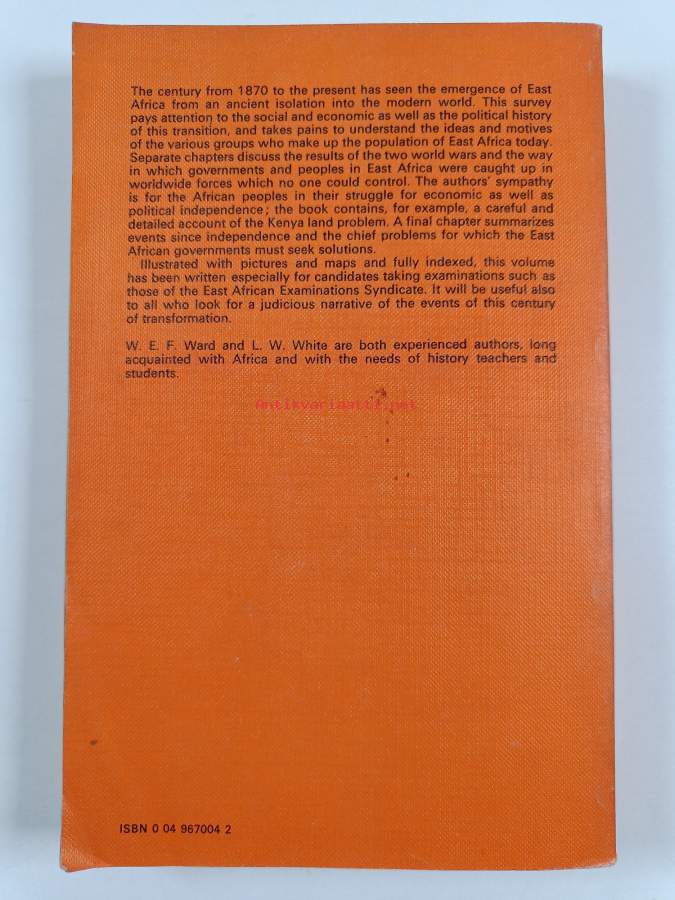 The century from 1870 to the present has seen the emergence of East
Africa from an ancient isolation into the modern world. This survey
pays attention to the social and economic as well as the political history
of this transition, and takes pains to understand the ideas and motives
of the various groups who make up the population of East Africa today.
Separate chapters discuss the results of the two world wars and the way
in which governments and peoples in East Africa were caught up in
worldwide forces which no one could control. The authors' sympathy
is for the African peoples in their struggle for economic as well as
political independence; the book contains, for example, a careful and
detailed account of the Kenya land problem. A final chapter summarizes
events since independence and the chief problems for which the East
African governments must seek solutions.
Illustrated with pictures and maps and fully indexed, this volume
has been written especially for candidates taking examinations such as
those of the East African Examinations Syndicate. It will be useful also
to all who look for a judicious narrative of the events of this century
of transformation.
W. E. F. Ward and L. W. White are both experienced authors, long
acquainted with Africa and with the needs of history teachers and
students.
Antikvariaatti.net
ISBN 0 04 967004 2